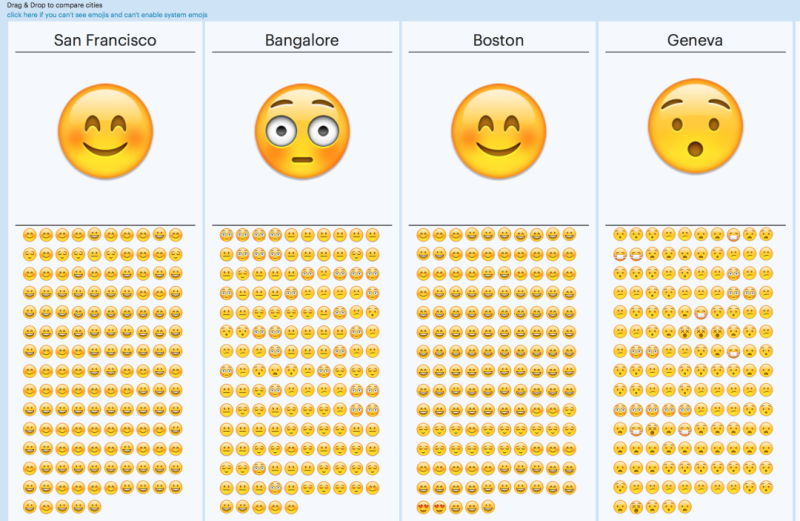 Drag & Drop to compare cities
click here if you can't see emojis and can't enable system emojs
San Francisco
Bangalore
Boston
Geneva